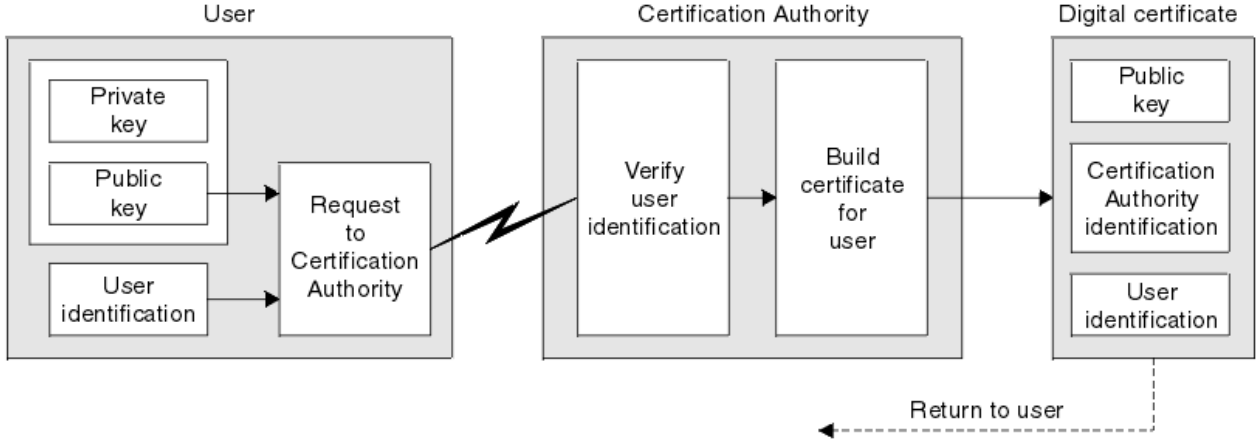 User
Certification Authority
Digital certificate
Private
key
Public
key
User
identification
Request
to
Certification
Authority
Verify
user
identification
Build
certificate
for
user
Public
key
Certification
Authority
identification
User
identification
Return to user